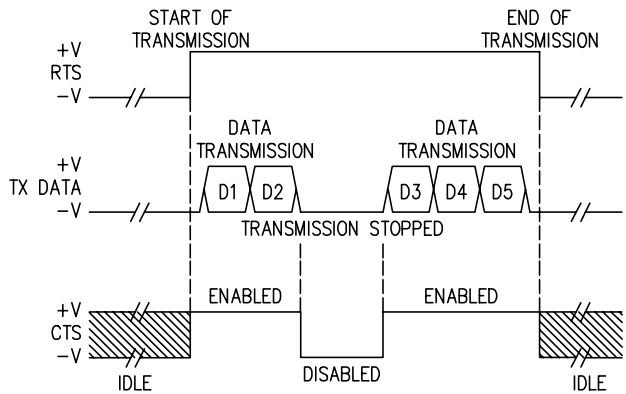 START OF
TRANSMISSION
END OF
TRANSMISSION
+V
RTS
−V
DATA
TRANSMISSION
DATA
TRANSMISSION
+V
TX DATA
−V
D1 D2 D3 D4 D5
TRANSMISSION STOPPED
ENABLED ENABLED
+V
CTS
−V
IDLE DISABLED IDLE